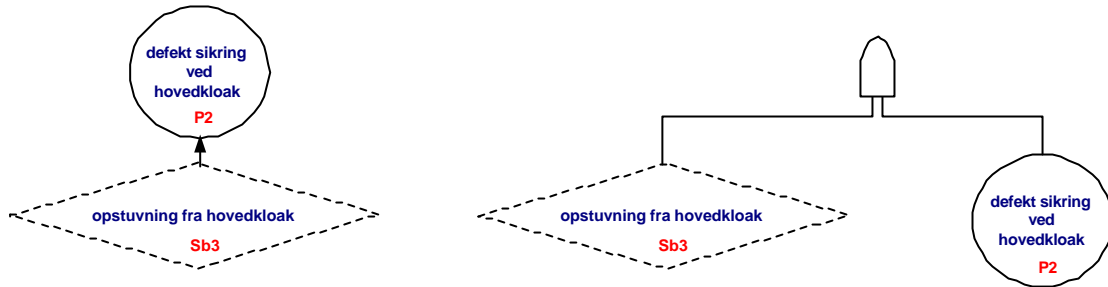 defekt sikring
ved
hovedkloak
P2
opstuvning fra hovedkloak
Sb3
opstuvning fra hovedkloak
Sb3
defekt sikring
ved
hovedkloak
P2